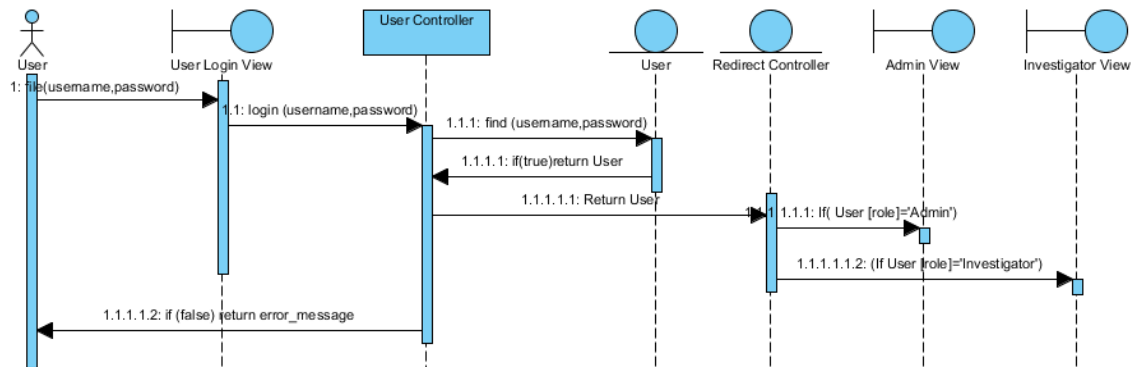 User Controller
User
User Login View
User
Redirect Controller
Admin View
Investigator View
1: file(username,password)
1.1: login (username,password)
1.1.1: find (username,password)
1.1.1.1: if(true)return User
1.1.1.1.1: Return User
1.1.1.1.1.1: If( User [role]='Admin')
1.1.1.1.1.2: (If User [role]='Investigator')
1.1.1.1.2: if (false) return error_message